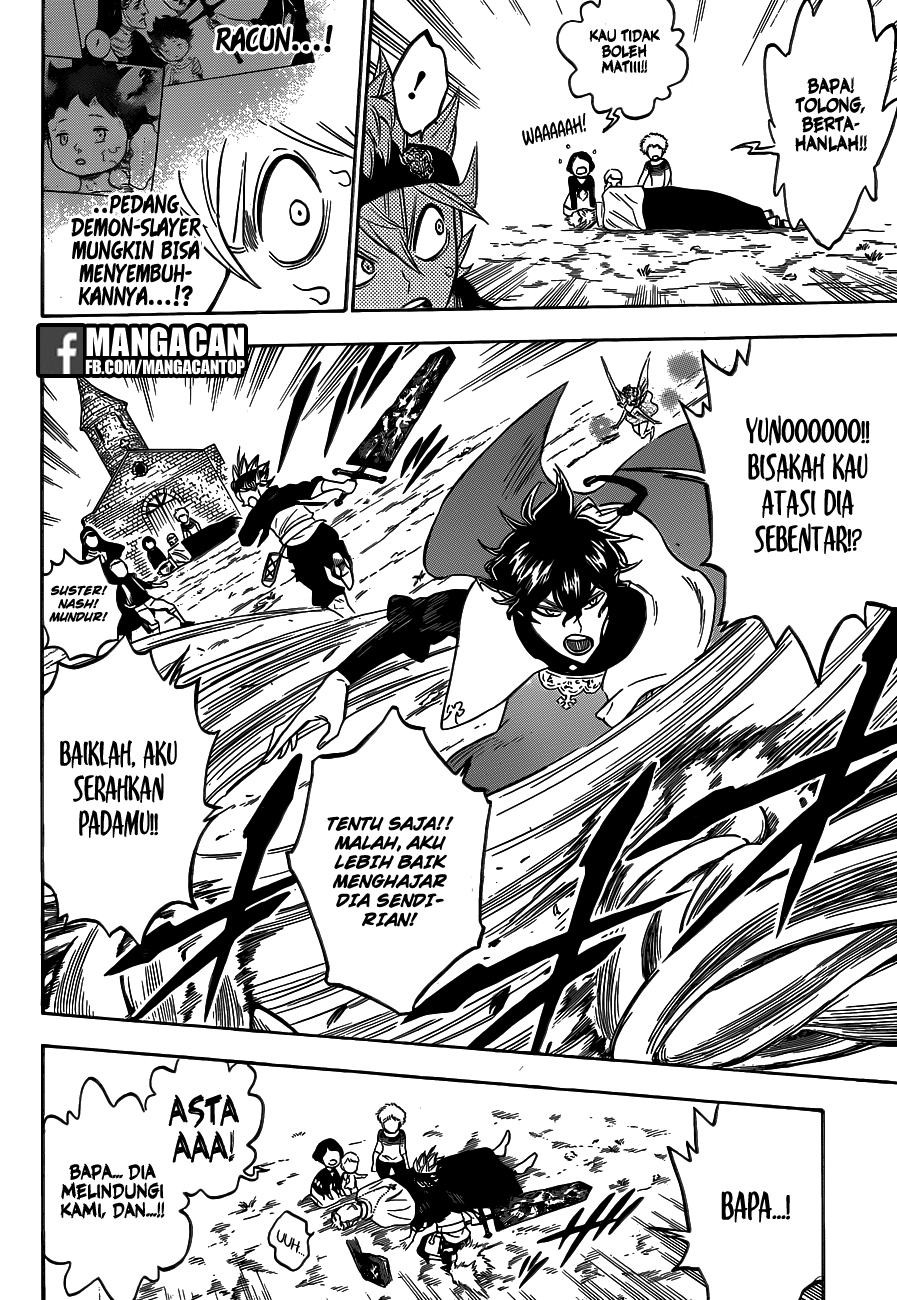 BAPA!
TOLONG,
BERTA-
HANLAH!!
KAU TIDAK
BOLEH
MATIII!!
WAAAAAH!
!
RACUN...!
..PEDANG
DEMON-SLAYER
MUNGKIN BISA
MENYEMBUH-
KANNYA...!?
MANGACAN
FB.COM/MANGACANTOP
YUNOOOOOO!!
BISAKAH KAU
ATASI DIA
SEBENTAR!?
SUSTER!
NASH!
MUNDUR!
TENTU SAJA!!
MALAH, AKU
LEBIH BAIK
MENGHAJAR
DIA SENDI-
RIAN!
BAIKLAH, AKU
SERAHKAN
PADAMU!!
BAPA...!
ASTA
AAA!
BAPA... DIA
MELINDUNGI
KAMI, DAN...!!
UUH...